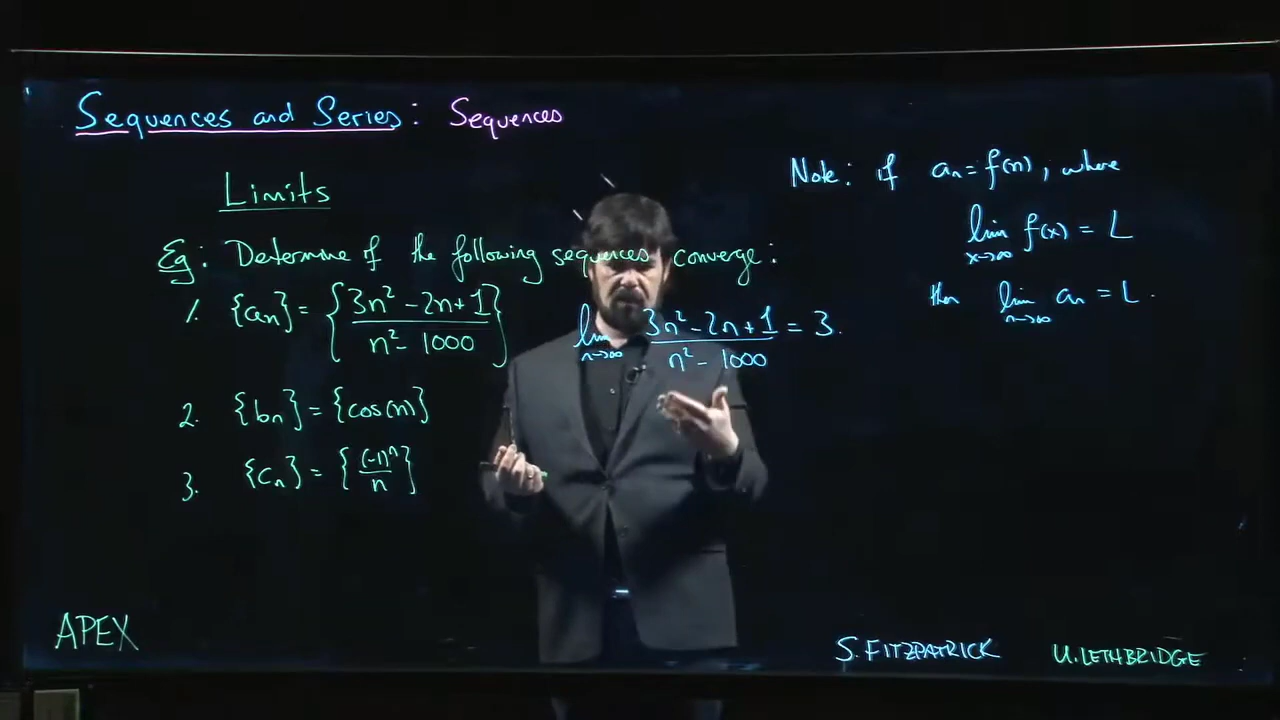 Sequences and Series: Sequences
Limits
Eg: Determine if the following sequences converge:
1. {an} = {3n² - 2n + 1 / n² - 1000}
lim n→∞ 3n² - 2n + 1 / n² - 1000 = 3.
2. {bn} = {cos(n)}
3. {cn} = {(-1)ⁿ / n}
Note: if an = f(n), where
lim x→∞ f(x) = L
then lim n→∞ an = L.
APEX
S. FITZPATRICK
U. LETHBRIDGE